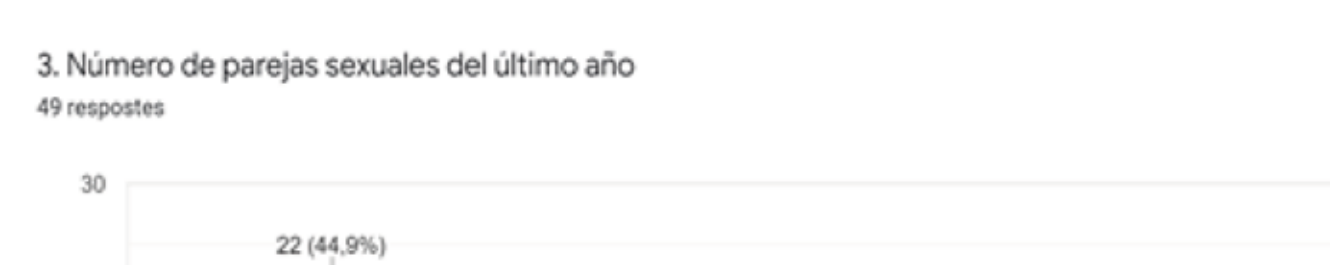 3. Número de parejas sexuales del último año
49 respostes
30
22 (44,9%)